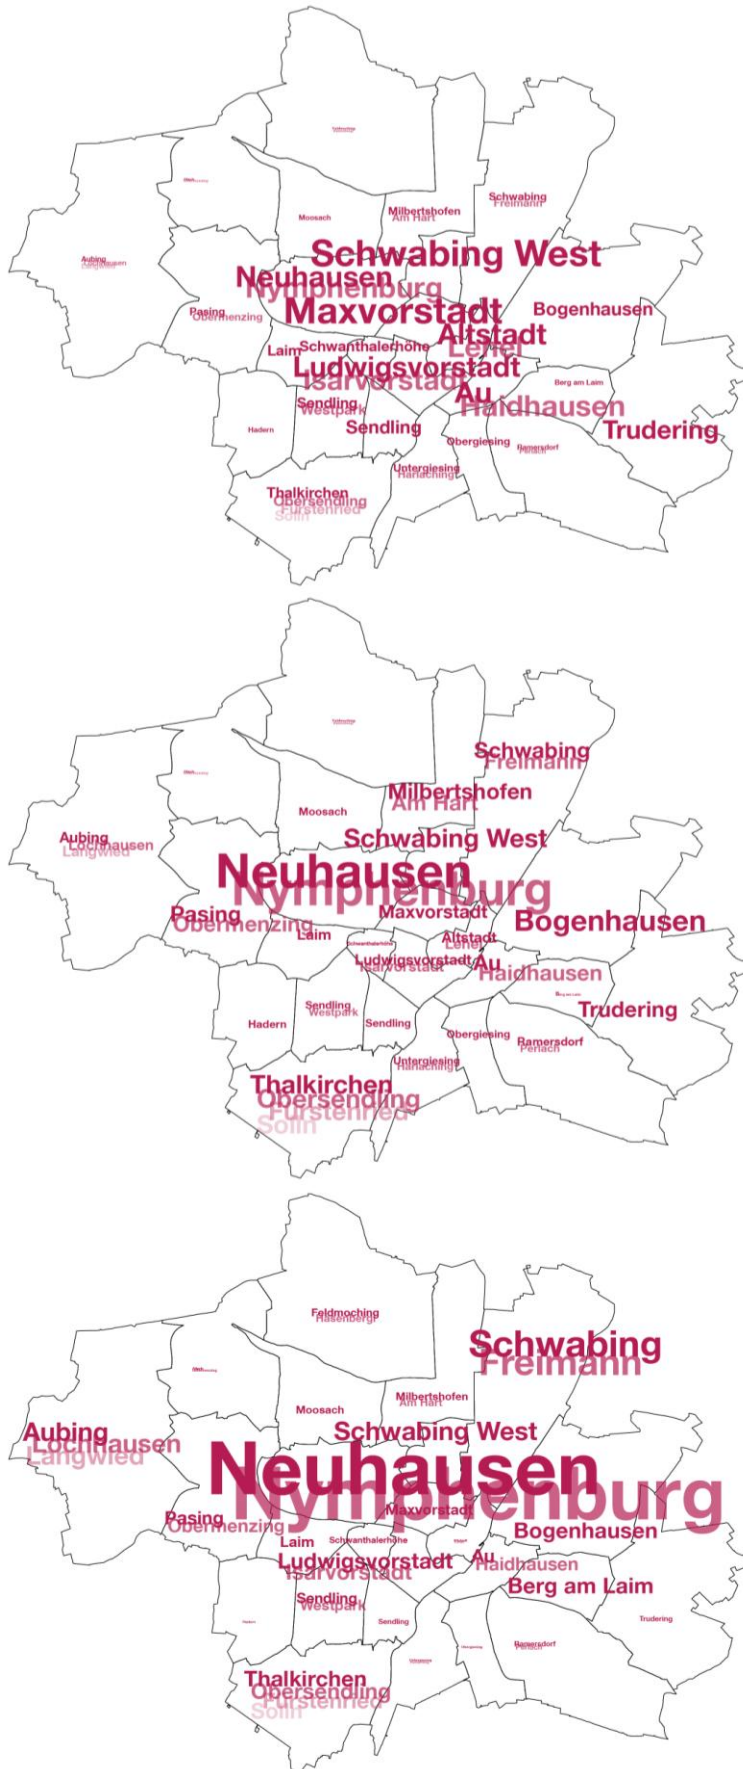 Schwabing
Freimann
Milbertshofen
Am Hart
Moosach
Schwabing West
Aubing
Lochhausen
Langwied
Neuhausen
Nymphenburg
Maxvorstadt
Bogenhausen
Pasing
Obermenzing
Altstadt
Lehel
Schwanthalerhöhe
Laim
Ludwigsvorstadt
Isarvorstadt
Berg am Laim
Au
Haidhausen
Sendling
Westpark
Sendling
Trudering
Hadern
Obergiesing
Ramersdorf
Perlach
Untergiesing
Harlaching
Thalkirchen
Obersendling
Fürstenried
Solln
Schwabing
Freimann
Milbertshofen
Am Hart
Moosach
Aubing
Lochhausen
Langwied
Schwabing West
Neuhausen
Nymphenburg
Pasing
Obermenzing
Maxvorstadt
Bogenhausen
Laim
Altstadt
Lehel
Schwanthalerhöhe
Ludwigsvorstadt
Isarvorstadt
Au
Haidhausen
Berg am Laim
Sendling
Westpark
Trudering
Hadern
Sendling
Obergiesing
Ramersdorf
Perlach
Untergiesing
Harlaching
Thalkirchen
Obersendling
Fürstenried
Solln
Feldmoching
Hasenbergl
Schwabing
Freimann
Milbertshofen
Am Hart
Moosach
Aubing
Lochhausen
Langwied
Schwabing West
Neuhausen
Nymphenburg
Maxvorstadt
Pasing
Obermenzing
Bogenhausen
Laim
Schwanthalerhöhe
Ludwigsvorstadt
Isarvorstadt
Au
Haidhausen
Berg am Laim
Sendling
Westpark
Sendling
Trudering
Ramersdorf
Perlach
Thalkirchen
Obersendling
Fürstenried
Solln